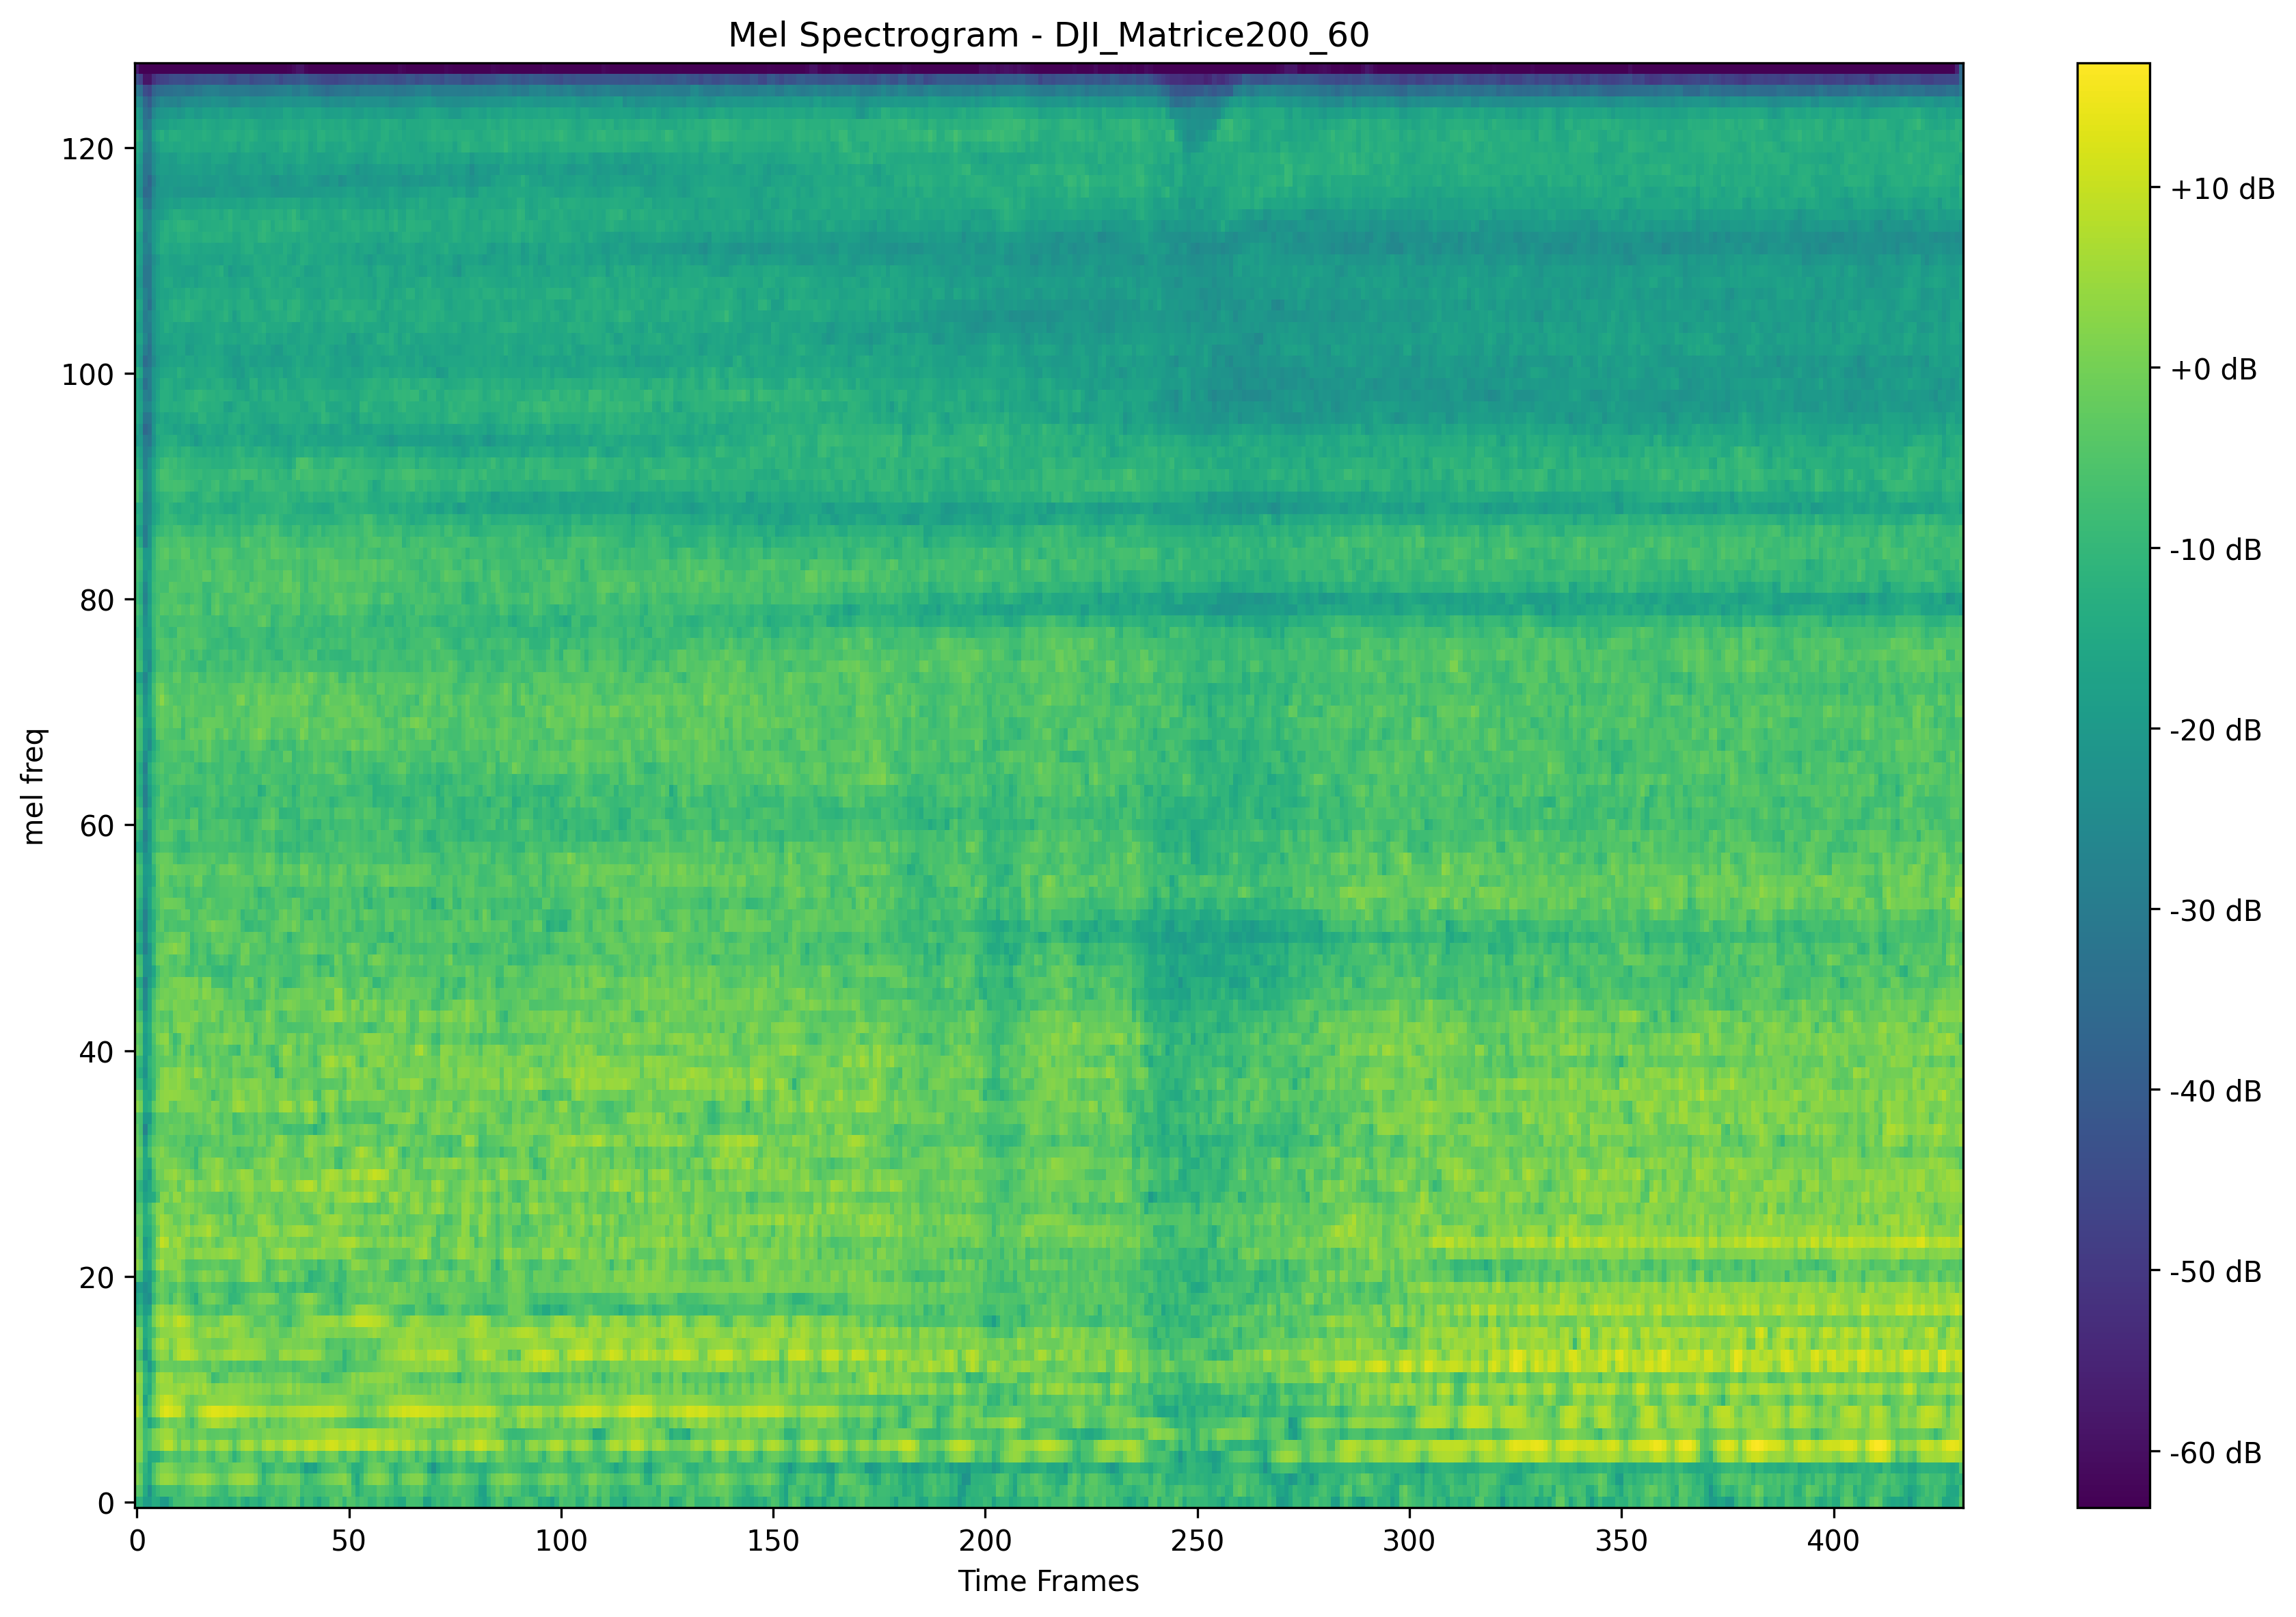 Mel Spectrogram - DJI_Matrice200_60
mel freq
120
100
80
60
40
20
0
0 50 100 150 200 250 300 350 400
Time Frames
+10 dB
+0 dB
-10 dB
-20 dB
-30 dB
-40 dB
-50 dB
-60 dB